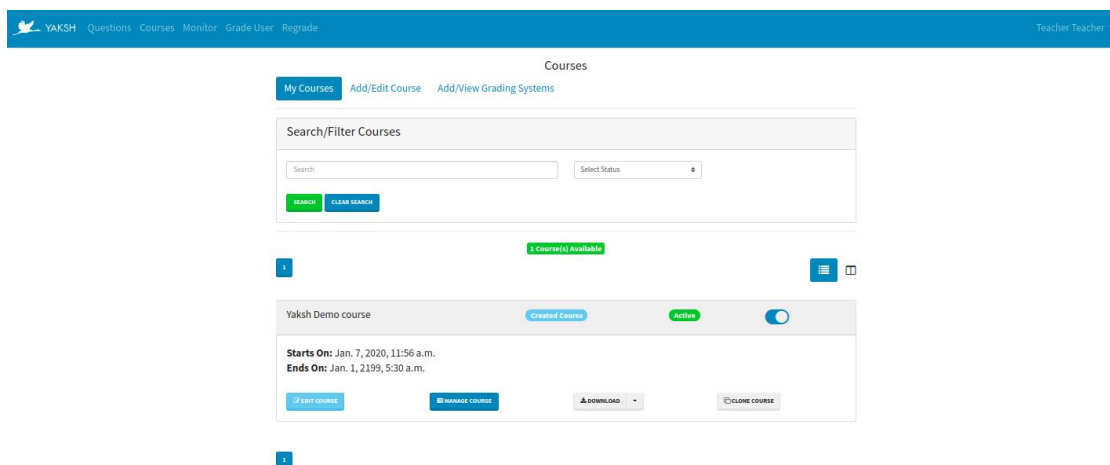 YAKSH Questions Courses Monitor Grade User Regrade Teacher Teacher
Courses
My Courses Add/Edit Course Add/View Grading Systems
Search/Filter Courses
Search Select Status
SEARCH CLEAR SEARCH
1 Course(s) Available
1
Yaksh Demo course Created Course Active
Starts On: Jan. 7, 2020, 11:56 a.m.
Ends On: Jan. 1, 2199, 5:30 a.m.
EDIT COURSE MANAGE COURSE DOWNLOAD CLONE COURSE
1